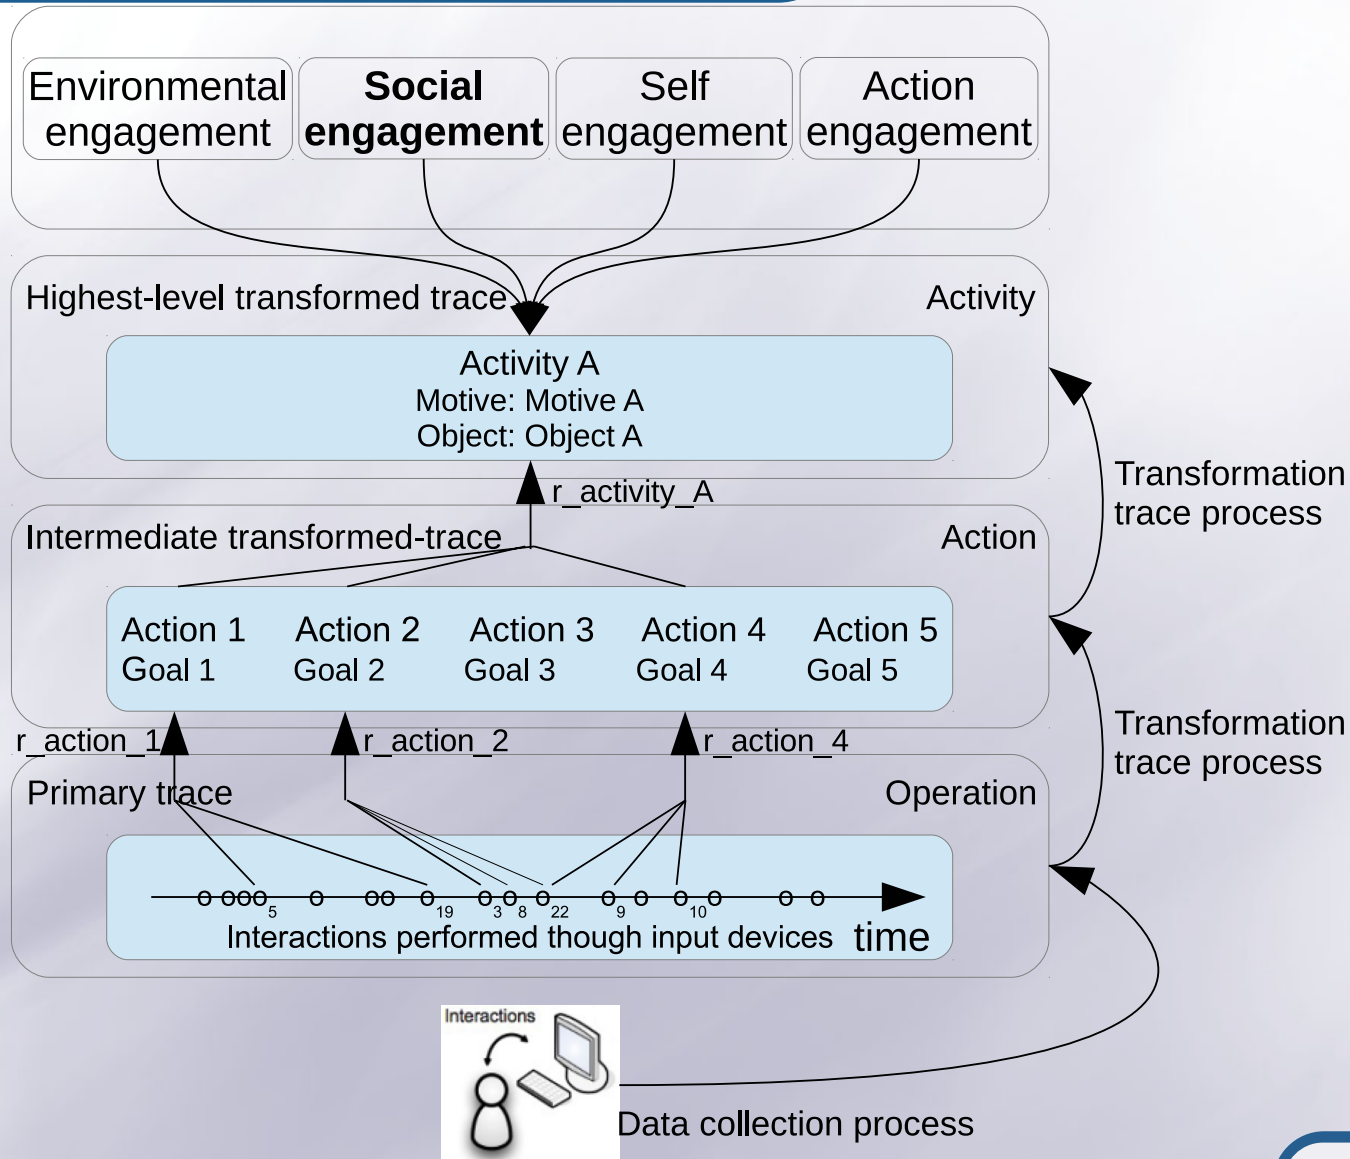 Environmental
engagement
Social
engagement
Self
engagement
Action
engagement
Highest-level transformed trace
Activity
Activity A
Motive: Motive A
Object: Object A
r_activity_A
Transformation
trace process
Intermediate transformed-trace
Action
Action 1 Action 2 Action 3 Action 4 Action 5
Goal 1 Goal 2 Goal 3 Goal 4 Goal 5
r_action_1 r_action_2 r_action_4
Transformation
trace process
Primary trace
Operation
5 19 3 8 22 9 10
Interactions performed though input devices time
Interactions
Data collection process